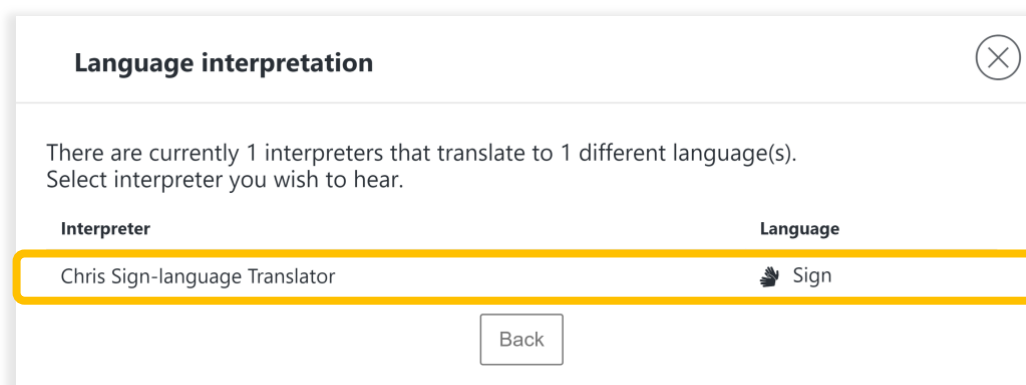 Language interpretation
There are currently 1 interpreters that translate to 1 different language(s).
Select interpreter you wish to hear.
Interpreter Language
Chris Sign-language Translator Sign
Back